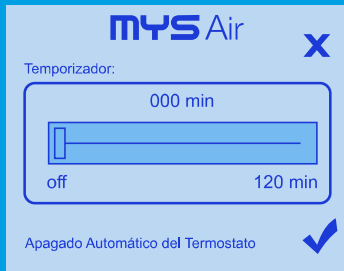 mys Air
X
Temporizador:
000 min
off 120 min
Apagado Automático del Termostato